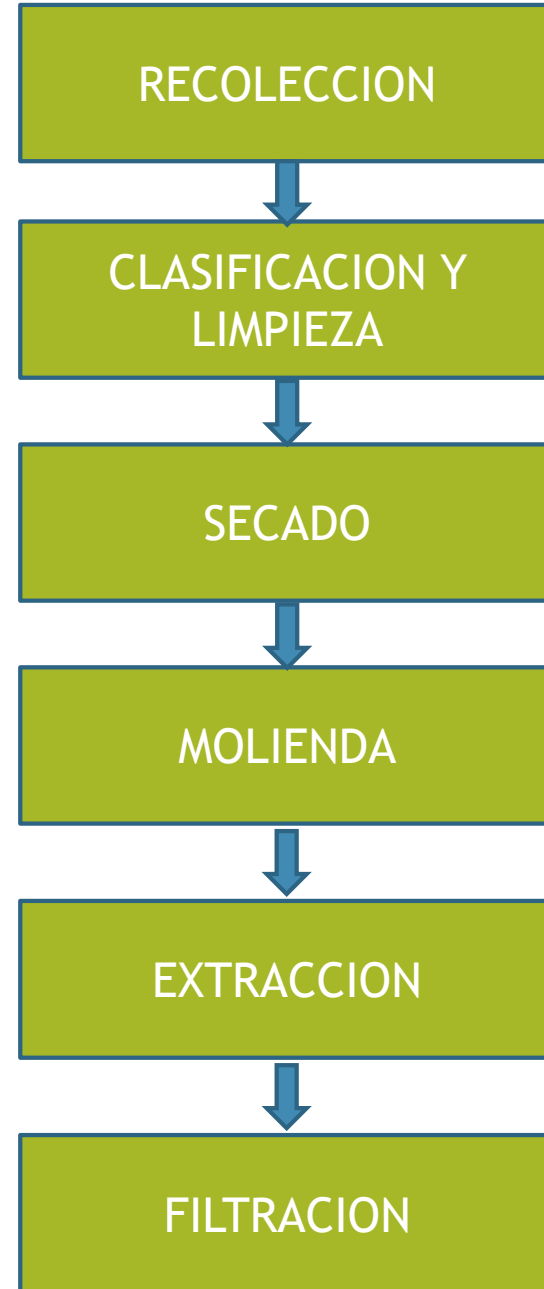 RECOLECCION
CLASIFICACION Y
LIMPIEZA
SECADO
MOLIENDA
EXTRACCION
FILTRACION